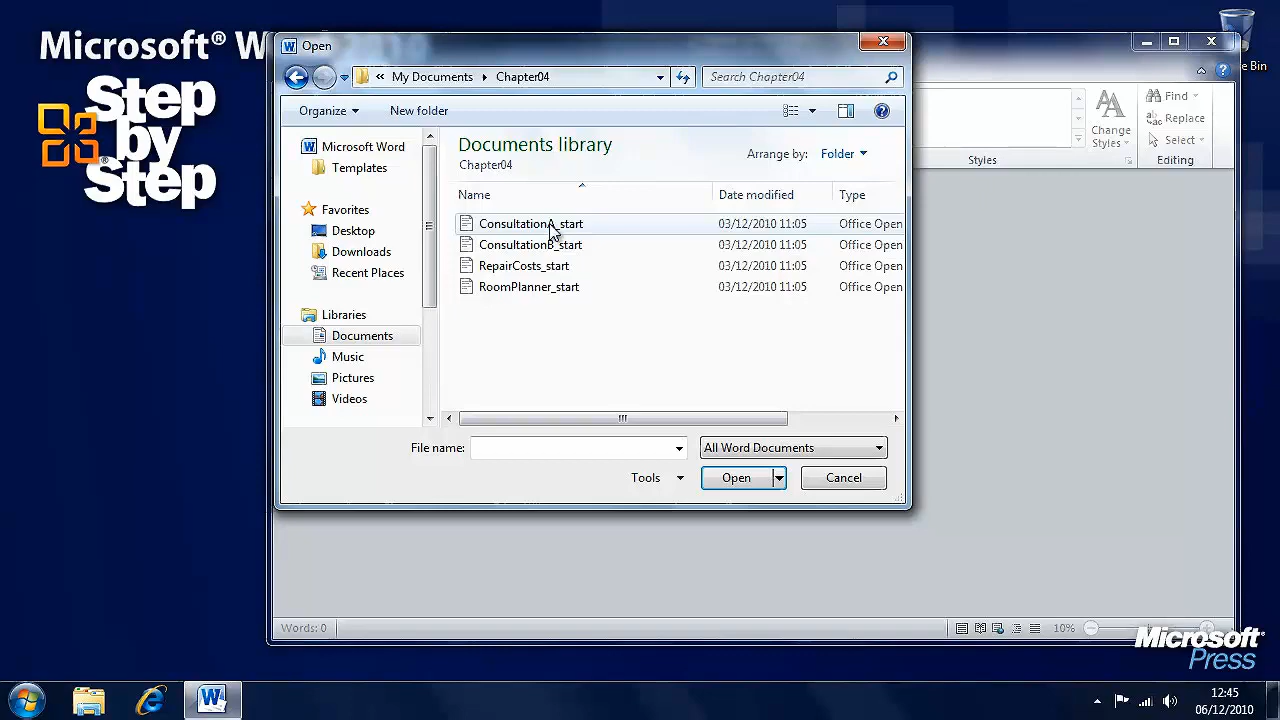 Microsoft® W
Step
by
Step
Open
« My Documents Chapter04
Search Chapter04
Organize
New folder
Microsoft Word
Templates
Favorites
Desktop
Downloads
Recent Places
Libraries
Documents
Music
Pictures
Videos
Documents library
Chapter04
Arrange by: Folder
Name Date modified Type
ConsultationA_start 03/12/2010 11:05 Office Open
ConsultationB_start 03/12/2010 11:05 Office Open
RepairCosts_start 03/12/2010 11:05 Office Open
RoomPlanner_start 03/12/2010 11:05 Office Open
File name:
All Word Documents
Tools
Open
Cancel
Change
Styles
Styles
Find
Replace
Select
Editing
e Bin
Words: 0
10%
Microsoft®
Press
12:45
06/12/2010